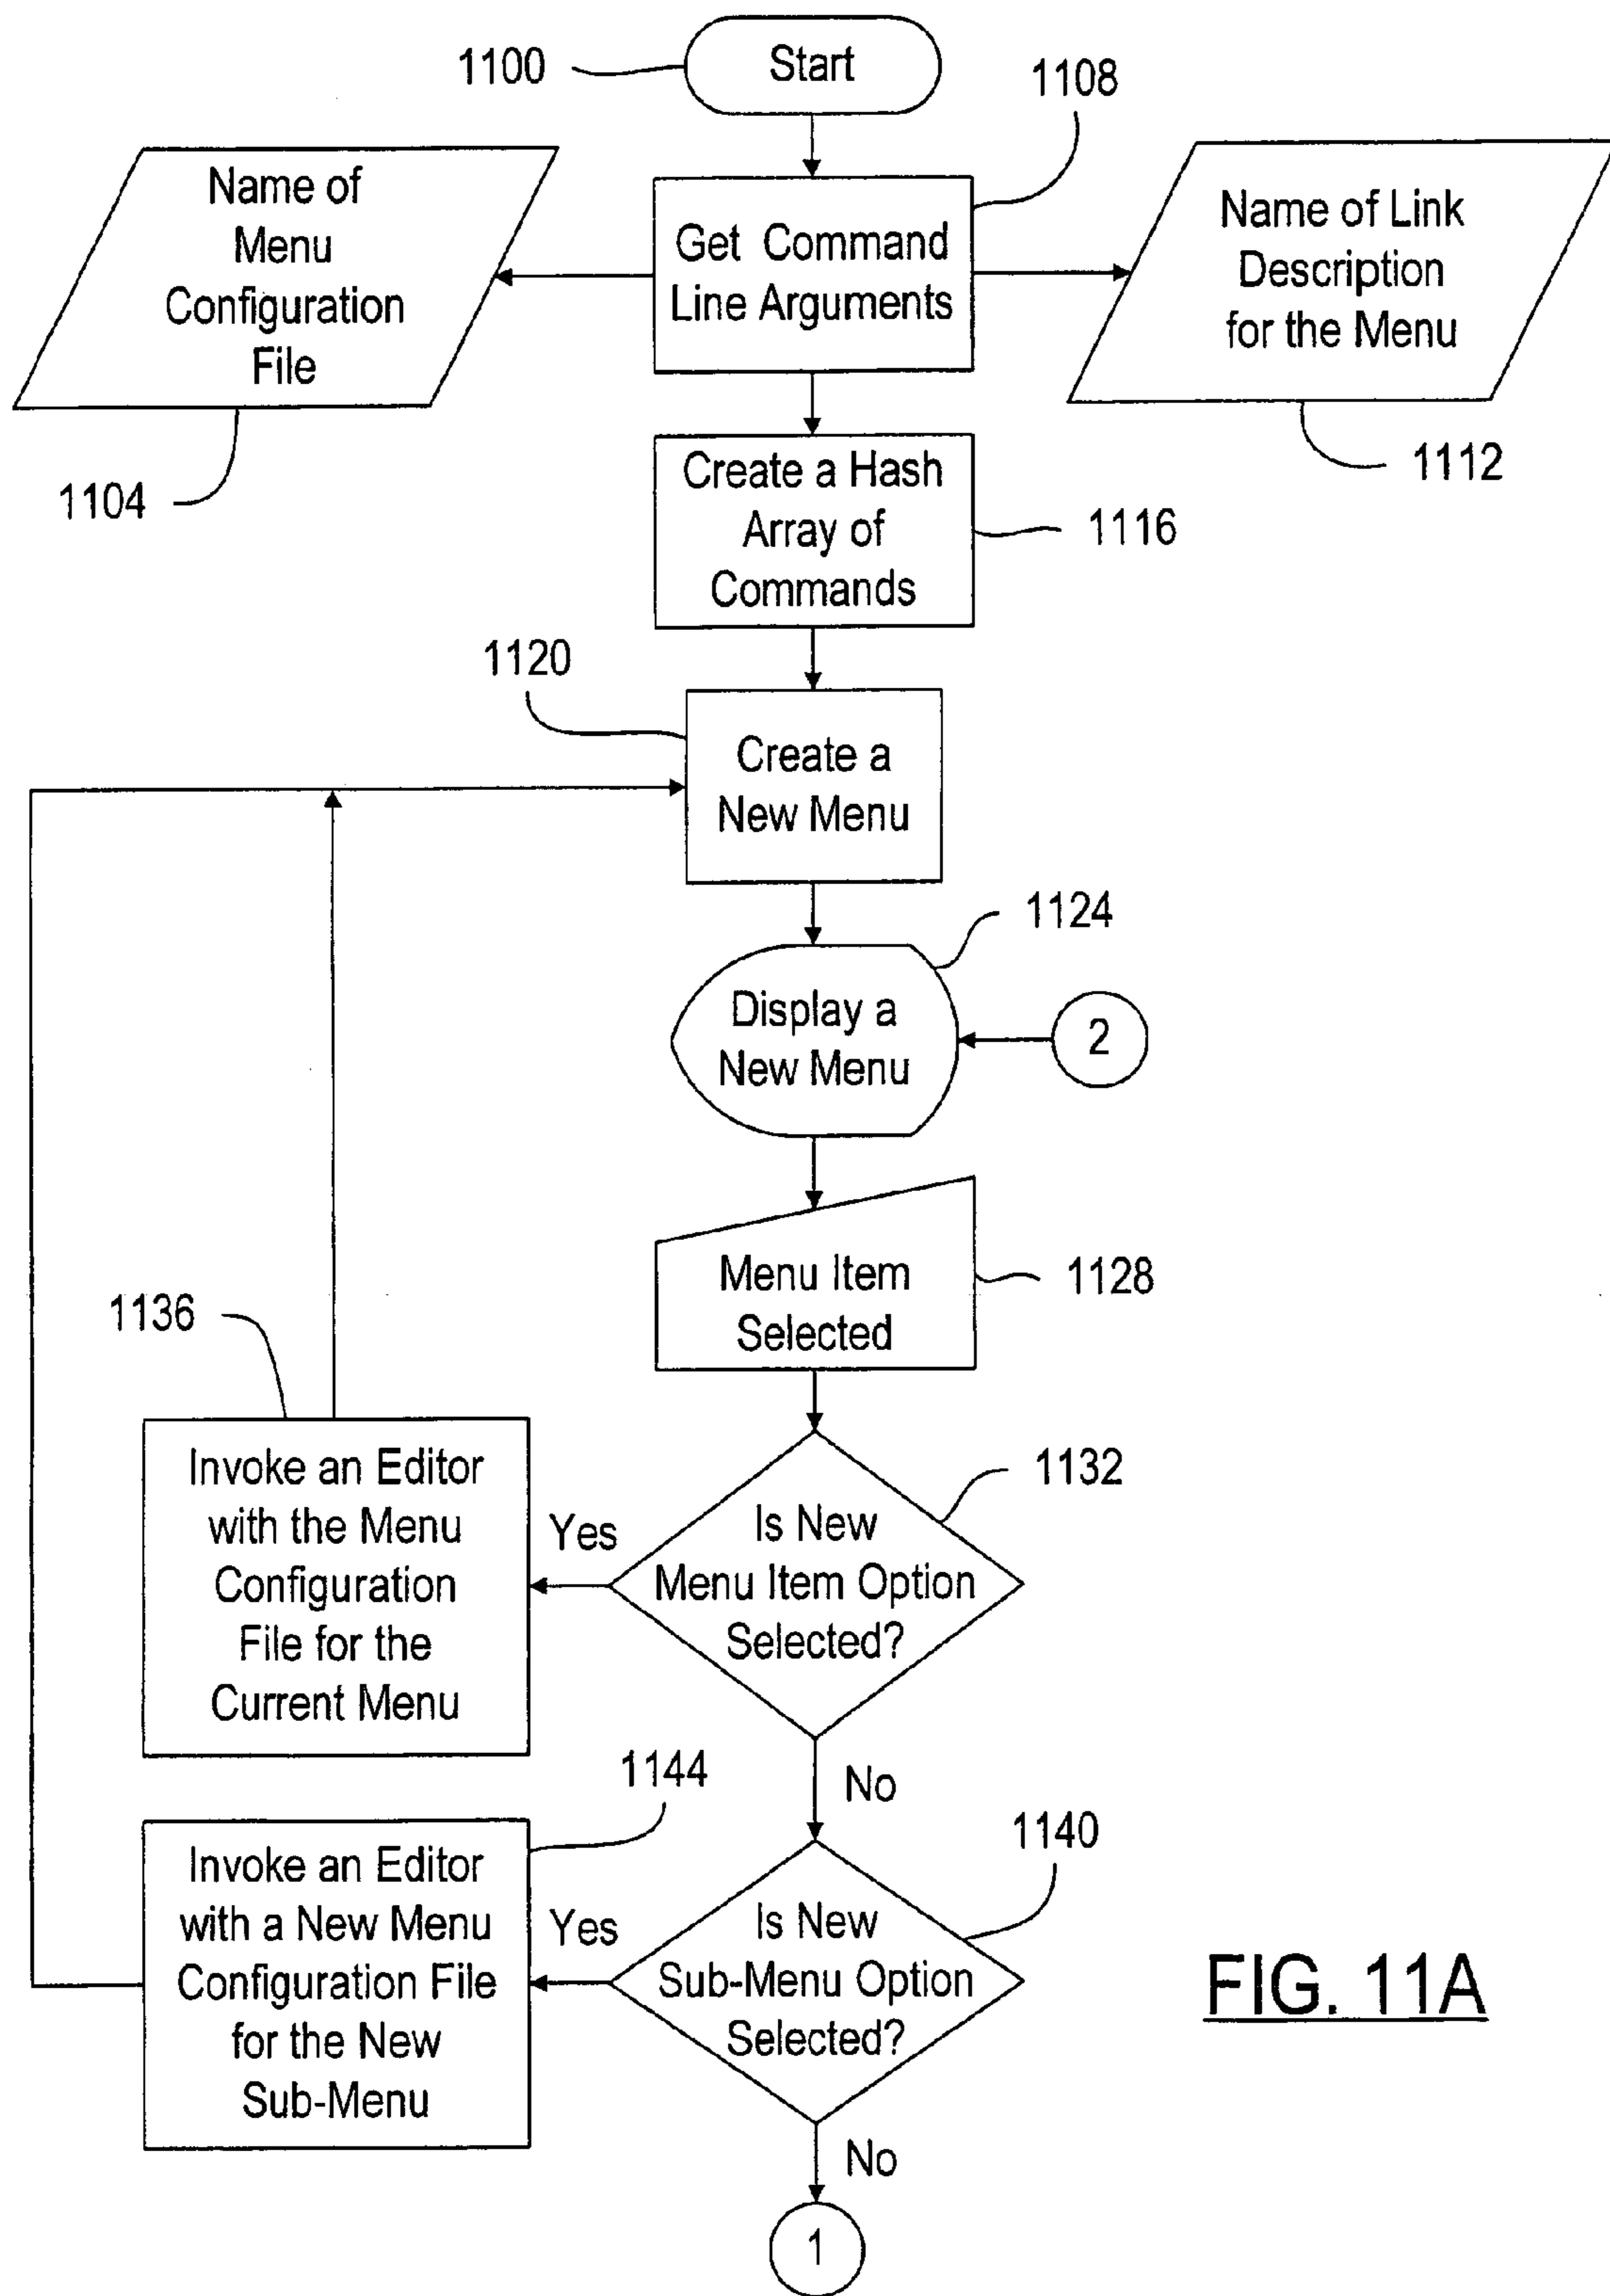 1100
Start
1108
Name of
Menu
Configuration
File
Get Command
Line Arguments
Name of Link
Description
for the Menu
1104
1112
Create a Hash
Array of
Commands
1116
1120
Create a
New Menu
1124
Display a
New Menu
2
Menu Item
Selected
1128
1136
Invoke an Editor
with the Menu
Configuration
File for the
Current Menu
Yes
Is New
Menu Item Option
Selected?
1132
No
1144
1140
Invoke an Editor
with a New Menu
Configuration File
for the New
Sub-Menu
Yes
Is New
Sub-Menu Option
Selected?
No
1
FIG. 11A